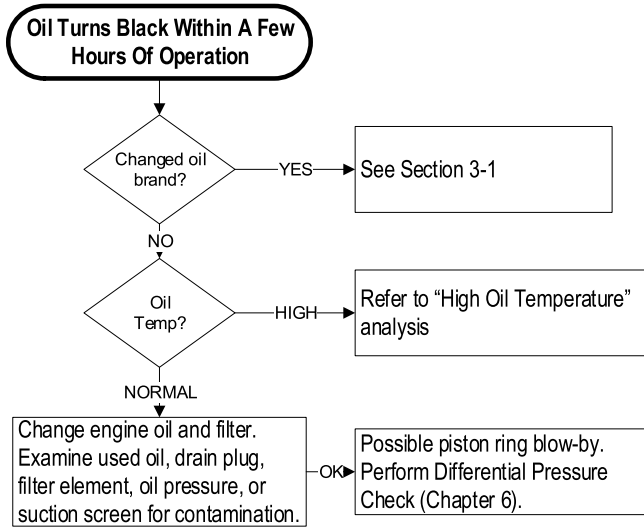 Oil Turns Black Within A Few
Hours Of Operation
Changed oil
brand?
YES
See Section 3-1
NO
Oil
Temp?
HIGH
Refer to “High Oil Temperature”
analysis
NORMAL
Change engine oil and filter.
Examine used oil, drain plug,
filter element, oil pressure, or
suction screen for contamination.
OK
Possible piston ring blow-by.
Perform Differential Pressure
Check (Chapter 6).